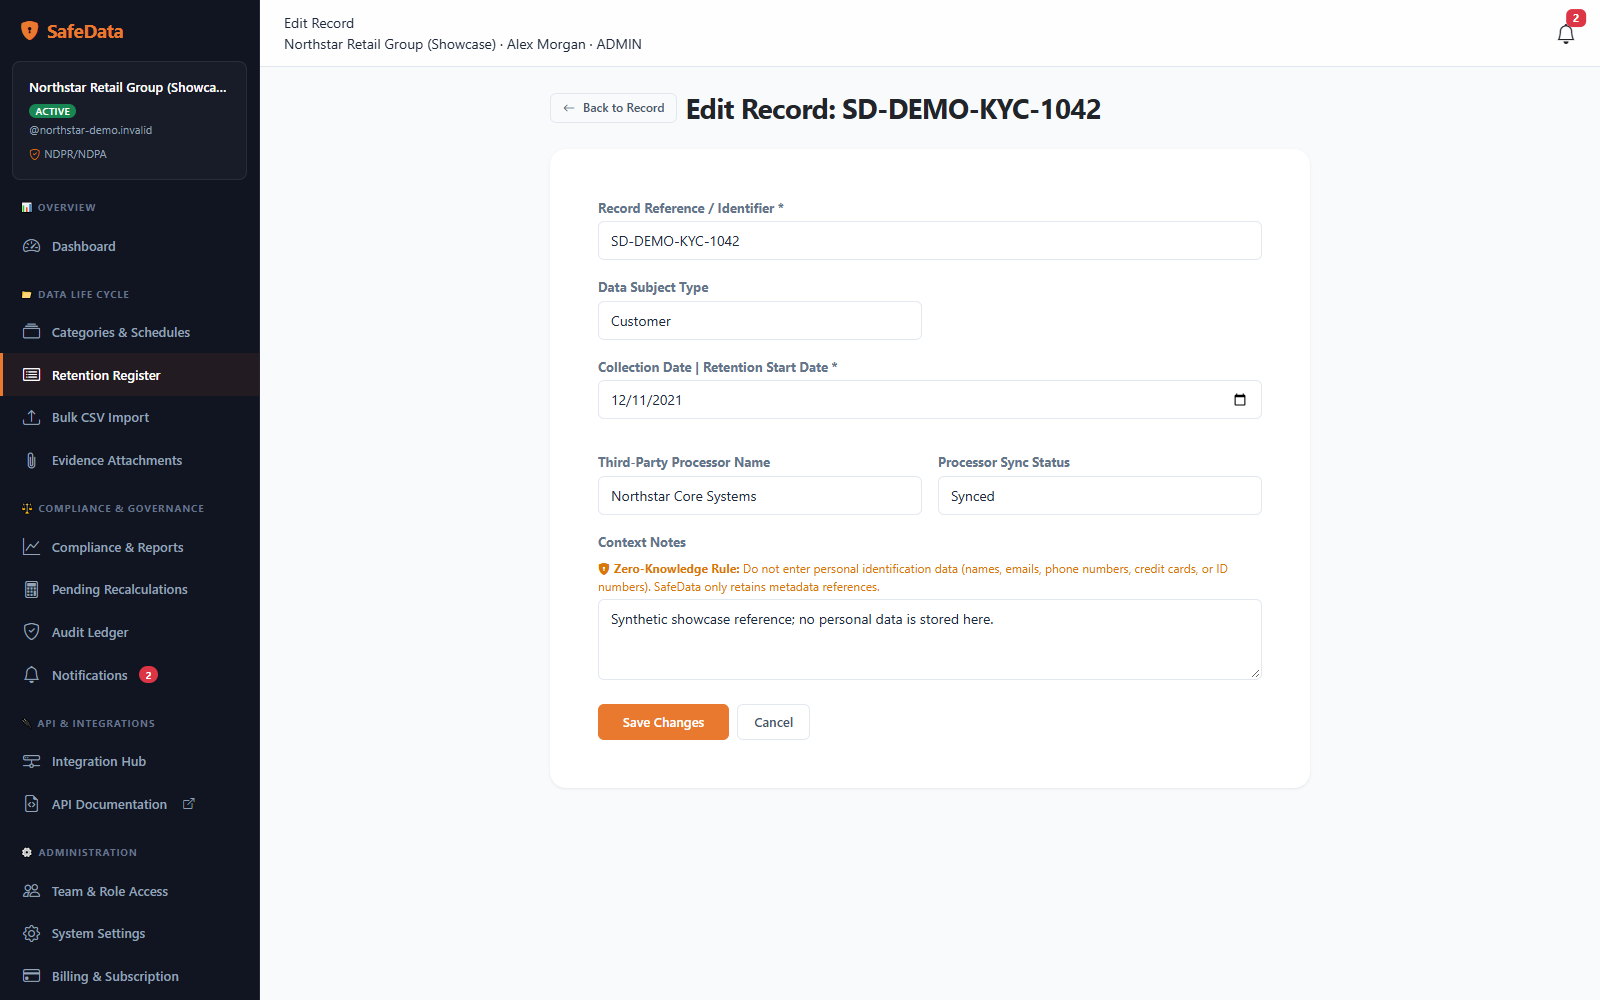 SafeData
Northstar Retail Group (Showca...
ACTIVE
@northstar-demo.invalid
NDPR/NDPA
OVERVIEW
Dashboard
DATA LIFE CYCLE
Categories & Schedules
Retention Register
Bulk CSV Import
Evidence Attachments
COMPLIANCE & GOVERNANCE
Compliance & Reports
Pending Recalculations
Audit Ledger
Notifications 2
API & INTEGRATIONS
Integration Hub
API Documentation
ADMINISTRATION
Team & Role Access
System Settings
Billing & Subscription
Edit Record
Northstar Retail Group (Showcase) · Alex Morgan · ADMIN
2
← Back to Record
Edit Record: SD-DEMO-KYC-1042
Record Reference / Identifier *
SD-DEMO-KYC-1042
Data Subject Type
Customer
Collection Date | Retention Start Date *
12/11/2021
Third-Party Processor Name
Northstar Core Systems
Processor Sync Status
Synced
Context Notes
Zero-Knowledge Rule: Do not enter personal identification data (names, emails, phone numbers, credit cards, or ID
numbers). SafeData only retains metadata references.
Synthetic showcase reference; no personal data is stored here.
Save Changes
Cancel